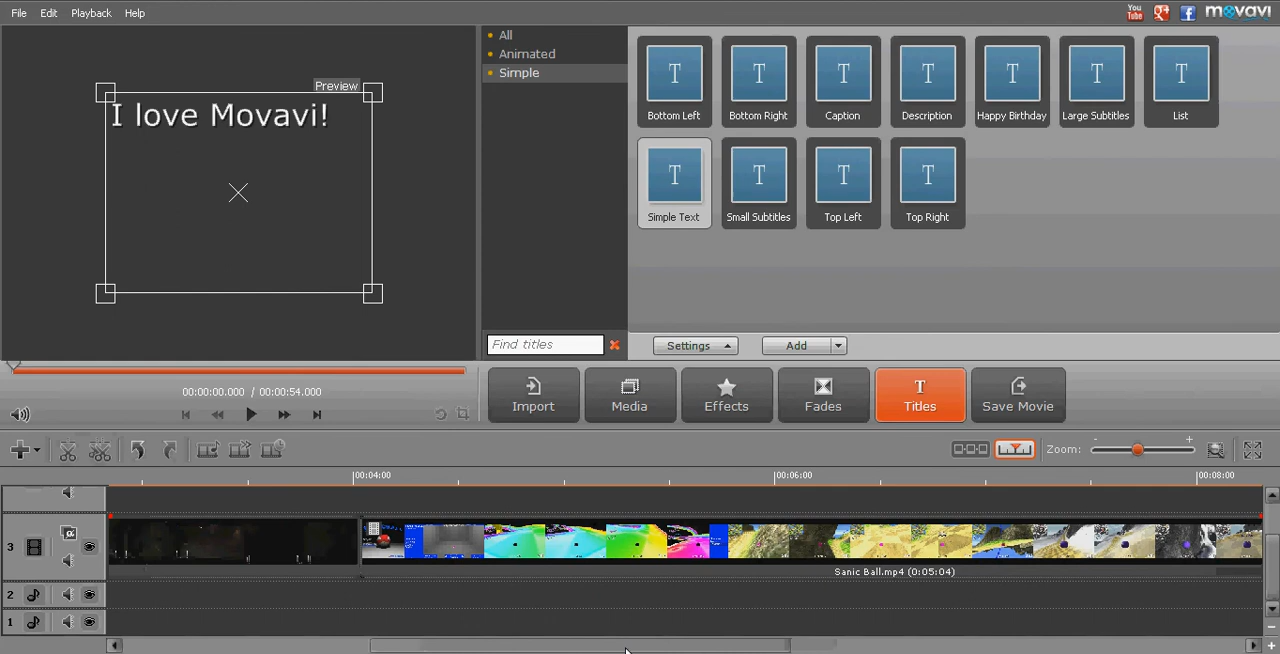 File Edit Playback Help
You Tube g+ f movavi
All
Animated
Simple
Preview
I love Movavi!
T T T T T T T
Bottom Left Bottom Right Caption Description Happy Birthday Large Subtitles List
T T T T
Simple Text Small Subtitles Top Left Top Right
Find titles
Settings Add
00:00:00.000 / 00:00:54.000
T
Import Media Effects Fades Titles Save Movie
Zoom: - +
00:04:00 00:06:00 00:08:00
3
Sanic Ball.mp4 (0:05:04)
2
1